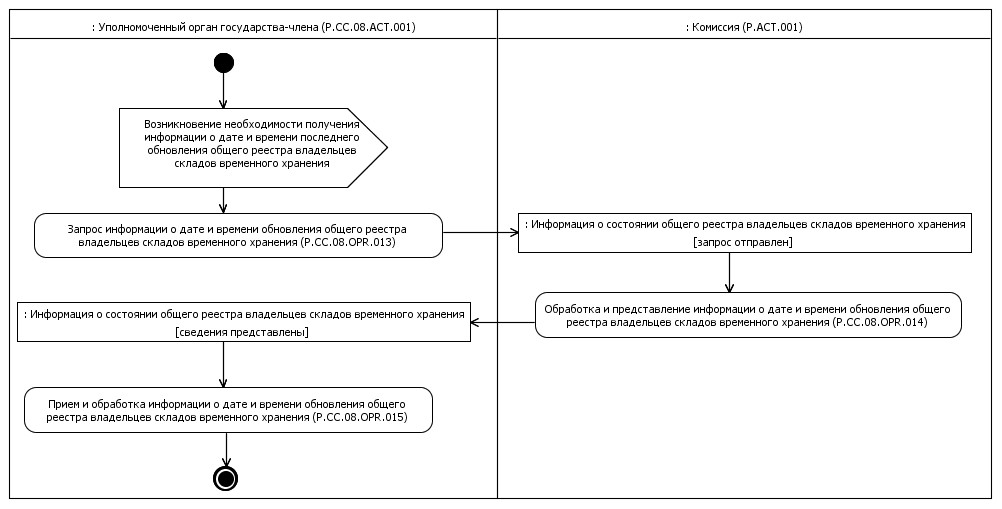 : Уполномоченный орган государства-члена (P.CC.08.ACT.001)
: Комиссия (P.ACT.001)
Возникновение необходимости получения
информации о дате и времени последнего
обновления общего реестра владельцев
складов временного хранения
Запрос информации о дате и времени обновления общего реестра
владельцев складов временного хранения (P.CC.08.OPR.013)
: Информация о состоянии общего реестра владельцев складов временного хранения
[запрос отправлен]
Обработка и представление информации о дате и времени обновления общего
реестра владельцев складов временного хранения (P.CC.08.OPR.014)
: Информация о состоянии общего реестра владельцев складов временного хранения
[сведения представлены]
Прием и обработка информации о дате и времени обновления общего
реестра владельцев складов временного хранения (P.CC.08.OPR.015)